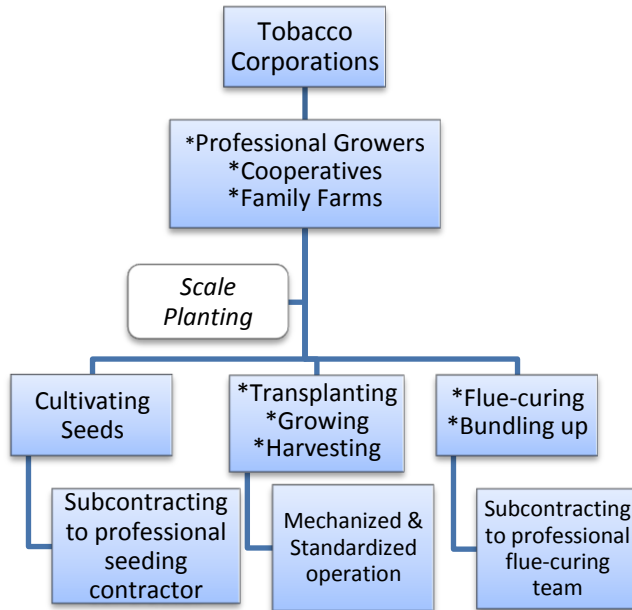 Tobacco
Corporations
*Professional Growers
*Cooperatives
*Family Farms
Scale
Planting
Cultivating
Seeds
*Transplanting
*Growing
*Harvesting
*Flue-curing
*Bundling up
Subcontracting
to professional
seeding
contractor
Mechanized &
Standardized
operation
Subcontracting
to professional
flue-curing
team